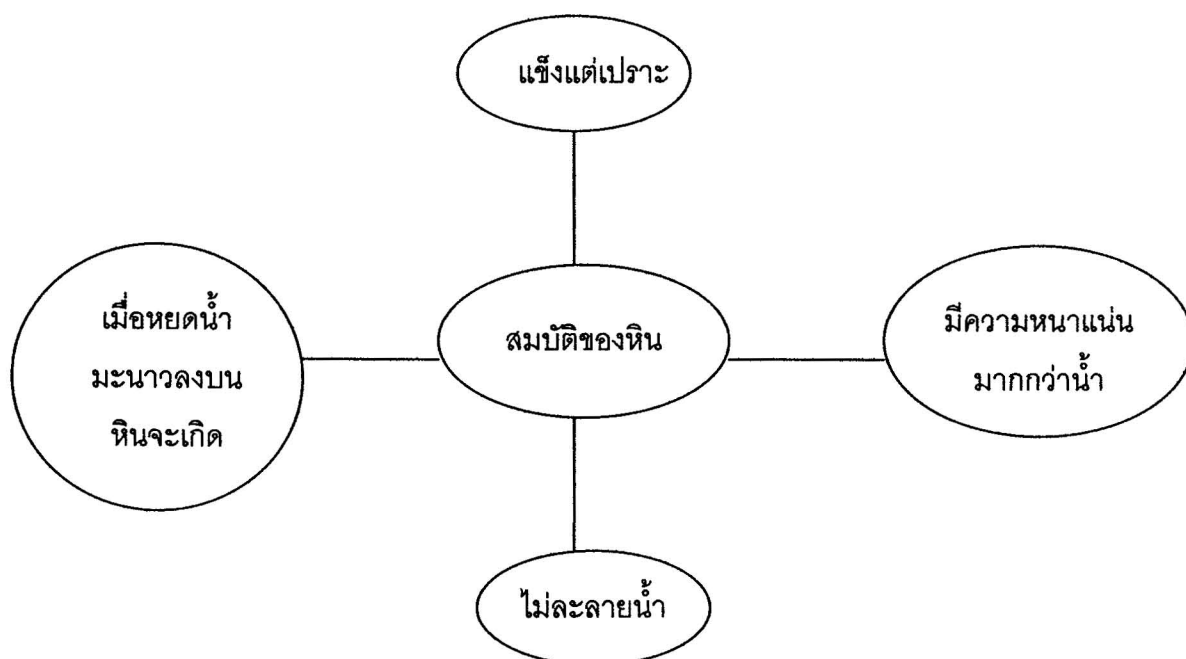 แข็งแต่เปราะ
เมื่อหยดน้ำ
มะนาวลงบน
หินจะเกิด
สมบัติของหิน
มีความหนาแน่น
มากกว่าน้ำ
ไม่ละลายน้ำ